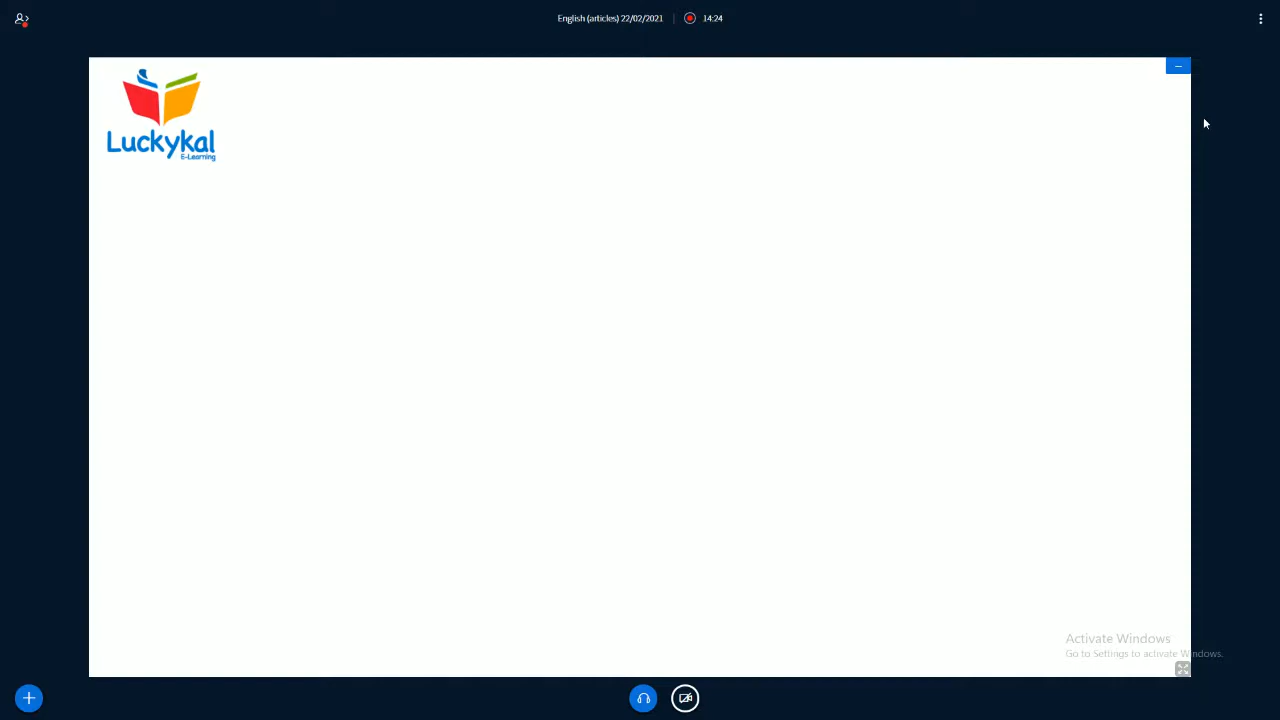 English (articles) 22/02/2021
14:24
Luckykal
E-Learning
Activate Windows
Go to Settings to activate Windows.